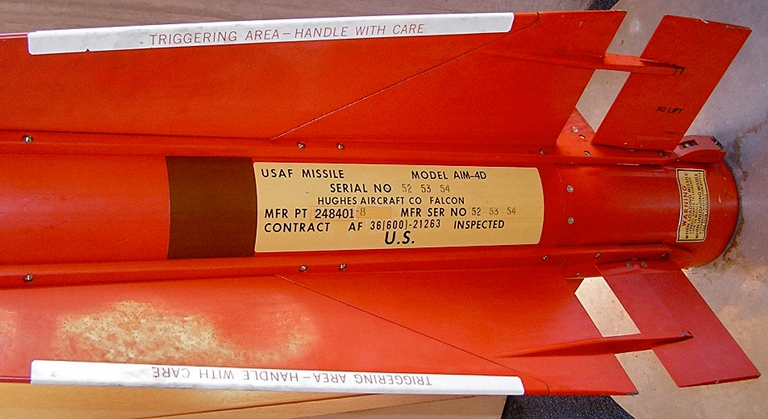 TRIGGERING AREA—HANDLE WITH CARE
NO LIFT
USAF MISSILE MODEL AIM-4D
SERIAL NO 52 53 54
HUGHES AIRCRAFT CO FALCON
MFR PT 248401-8 MFR SER NO 52 53 54
CONTRACT AF 36(600)-21263 INSPECTED
U.S.
WARNING
TRIGGERING AREA—HANDLE WITH CARE